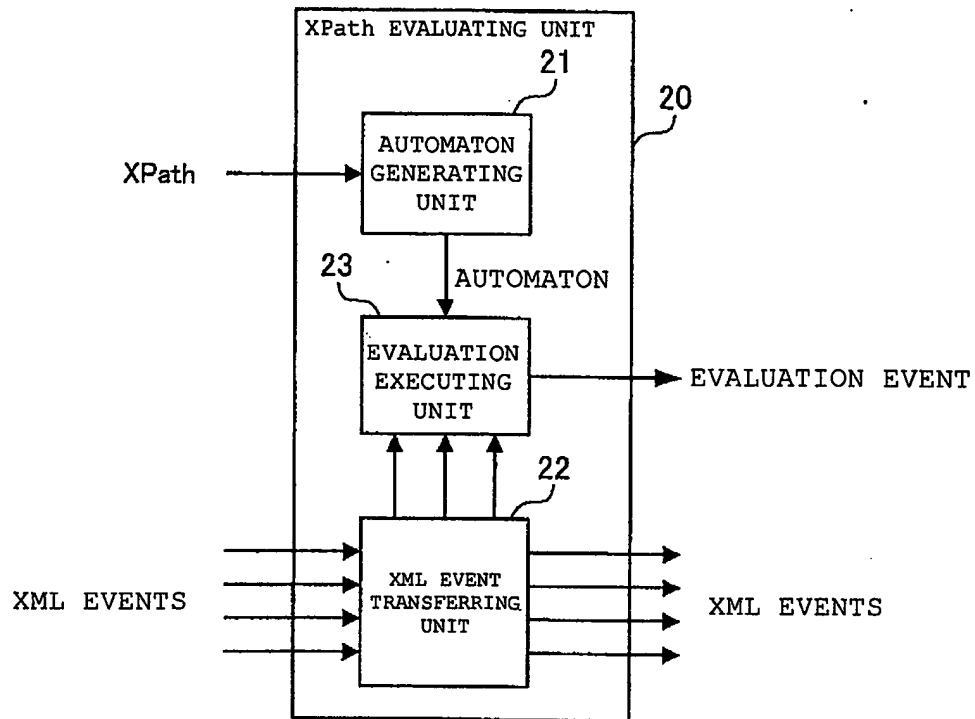 XPath EVALUATING UNIT
21
20
AUTOMATON
GENERATING
UNIT
XPath
23
AUTOMATON
EVALUATION
EXECUTING
UNIT
EVALUATION EVENT
22
XML EVENT
TRANSFERRING
UNIT
XML EVENTS
XML EVENTS